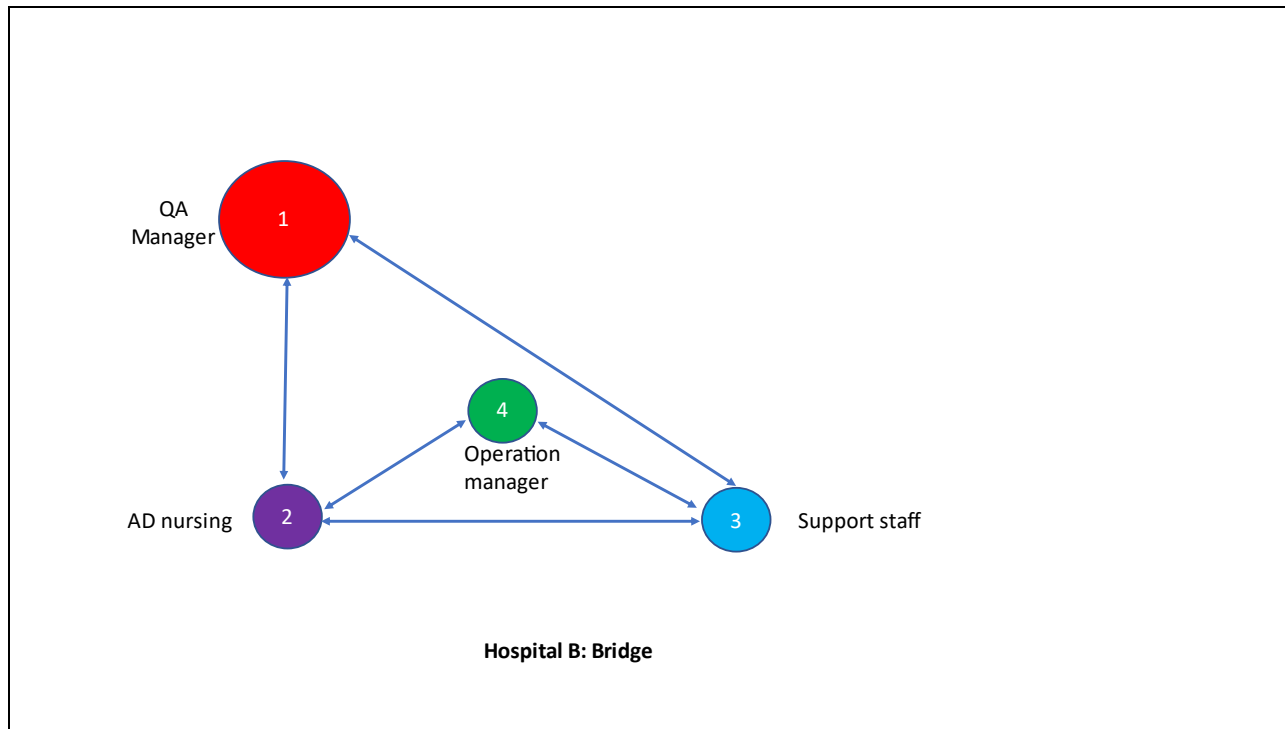 1
QA
Manager
4
Operation
manager
AD nursing
2
3
Support staff
Hospital B: Bridge